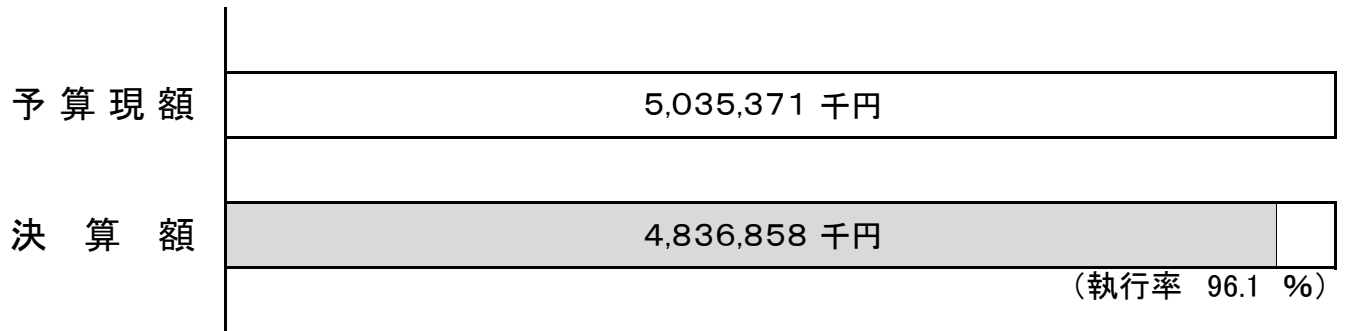 予算現額 5,035,371 千円
決算額 4,836,858 千円
（執行率 96.1 %）